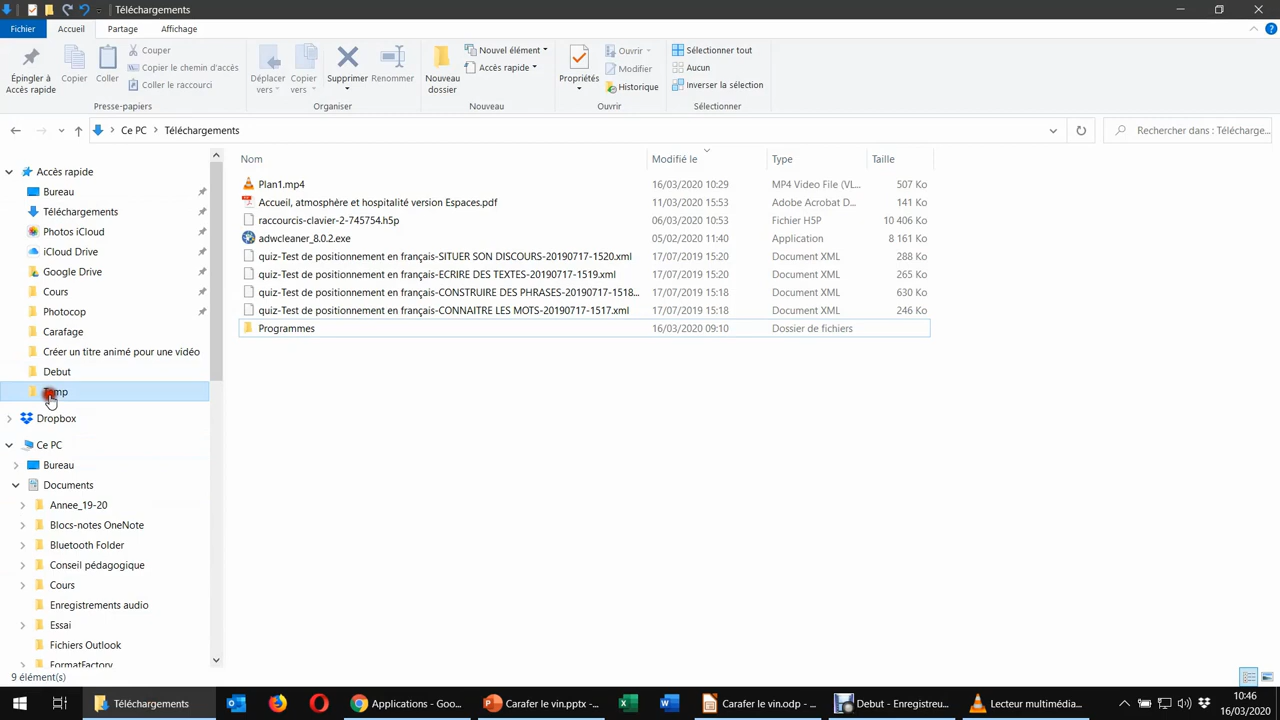 Téléchargements
Fichier Accueil Partage Affichage
Épingler à Accès rapide
Copier
Coller
Couper
Copier le chemin d'accès
Coller le raccourci
Déplacer vers
Copier vers
Supprimer
Renommer
Nouveau dossier
Nouvel élément
Accès rapide
Propriétés
Ouvrir
Modifier
Historique
Sélectionner tout
Aucun
Inverser la sélection
Presse-papiers Organiser Nouveau Ouvrir Sélectionner
Ce PC > Téléchargements
Rechercher dans : Télécharge...
Accès rapide
Bureau
Téléchargements
Photos iCloud
iCloud Drive
Google Drive
Cours
Photocop
Carafage
Créer un titre animé pour une vidéo
Debut
Temp
Dropbox
Ce PC
Bureau
Documents
Annee_19-20
Blocs-notes OneNote
Bluetooth Folder
Conseil pédagogique
Cours
Enregistrements audio
Essai
Fichiers Outlook
FormatFactory
Nom Modifié le Type Taille
Plan1.mp4 16/03/2020 10:29 MP4 Video File (VL... 507 Ko
Accueil, atmosphère et hospitalité version Espaces.pdf 11/03/2020 15:53 Adobe Acrobat D... 141 Ko
raccourcis-clavier-2-745754.h5p 06/03/2020 10:53 Fichier H5P 10 406 Ko
adwcleaner_8.0.2.exe 05/02/2020 11:40 Application 8 161 Ko
quiz-Test de positionnement en français-SITUER SON DISCOURS-20190717-1520.xml 17/07/2019 15:20 Document XML 288 Ko
quiz-Test de positionnement en français-ECRIRE DES TEXTES-20190717-1519.xml 17/07/2019 15:20 Document XML 265 Ko
quiz-Test de positionnement en français-CONSTRUIRE DES PHRASES-20190717-1518... 17/07/2019 15:18 Document XML 630 Ko
quiz-Test de positionnement en français-CONNAITRE LES MOTS-20190717-1517.xml 17/07/2019 15:18 Document XML 246 Ko
Programmes 16/03/2020 09:10 Dossier de fichiers
9 élément(s)
Téléchargements
Applications - Goo...
Carafer le vin.pptx -...
Carafer le vin.odp - ...
Debut - Enregistreu...
Lecteur multimédia...
10:46
16/03/2020